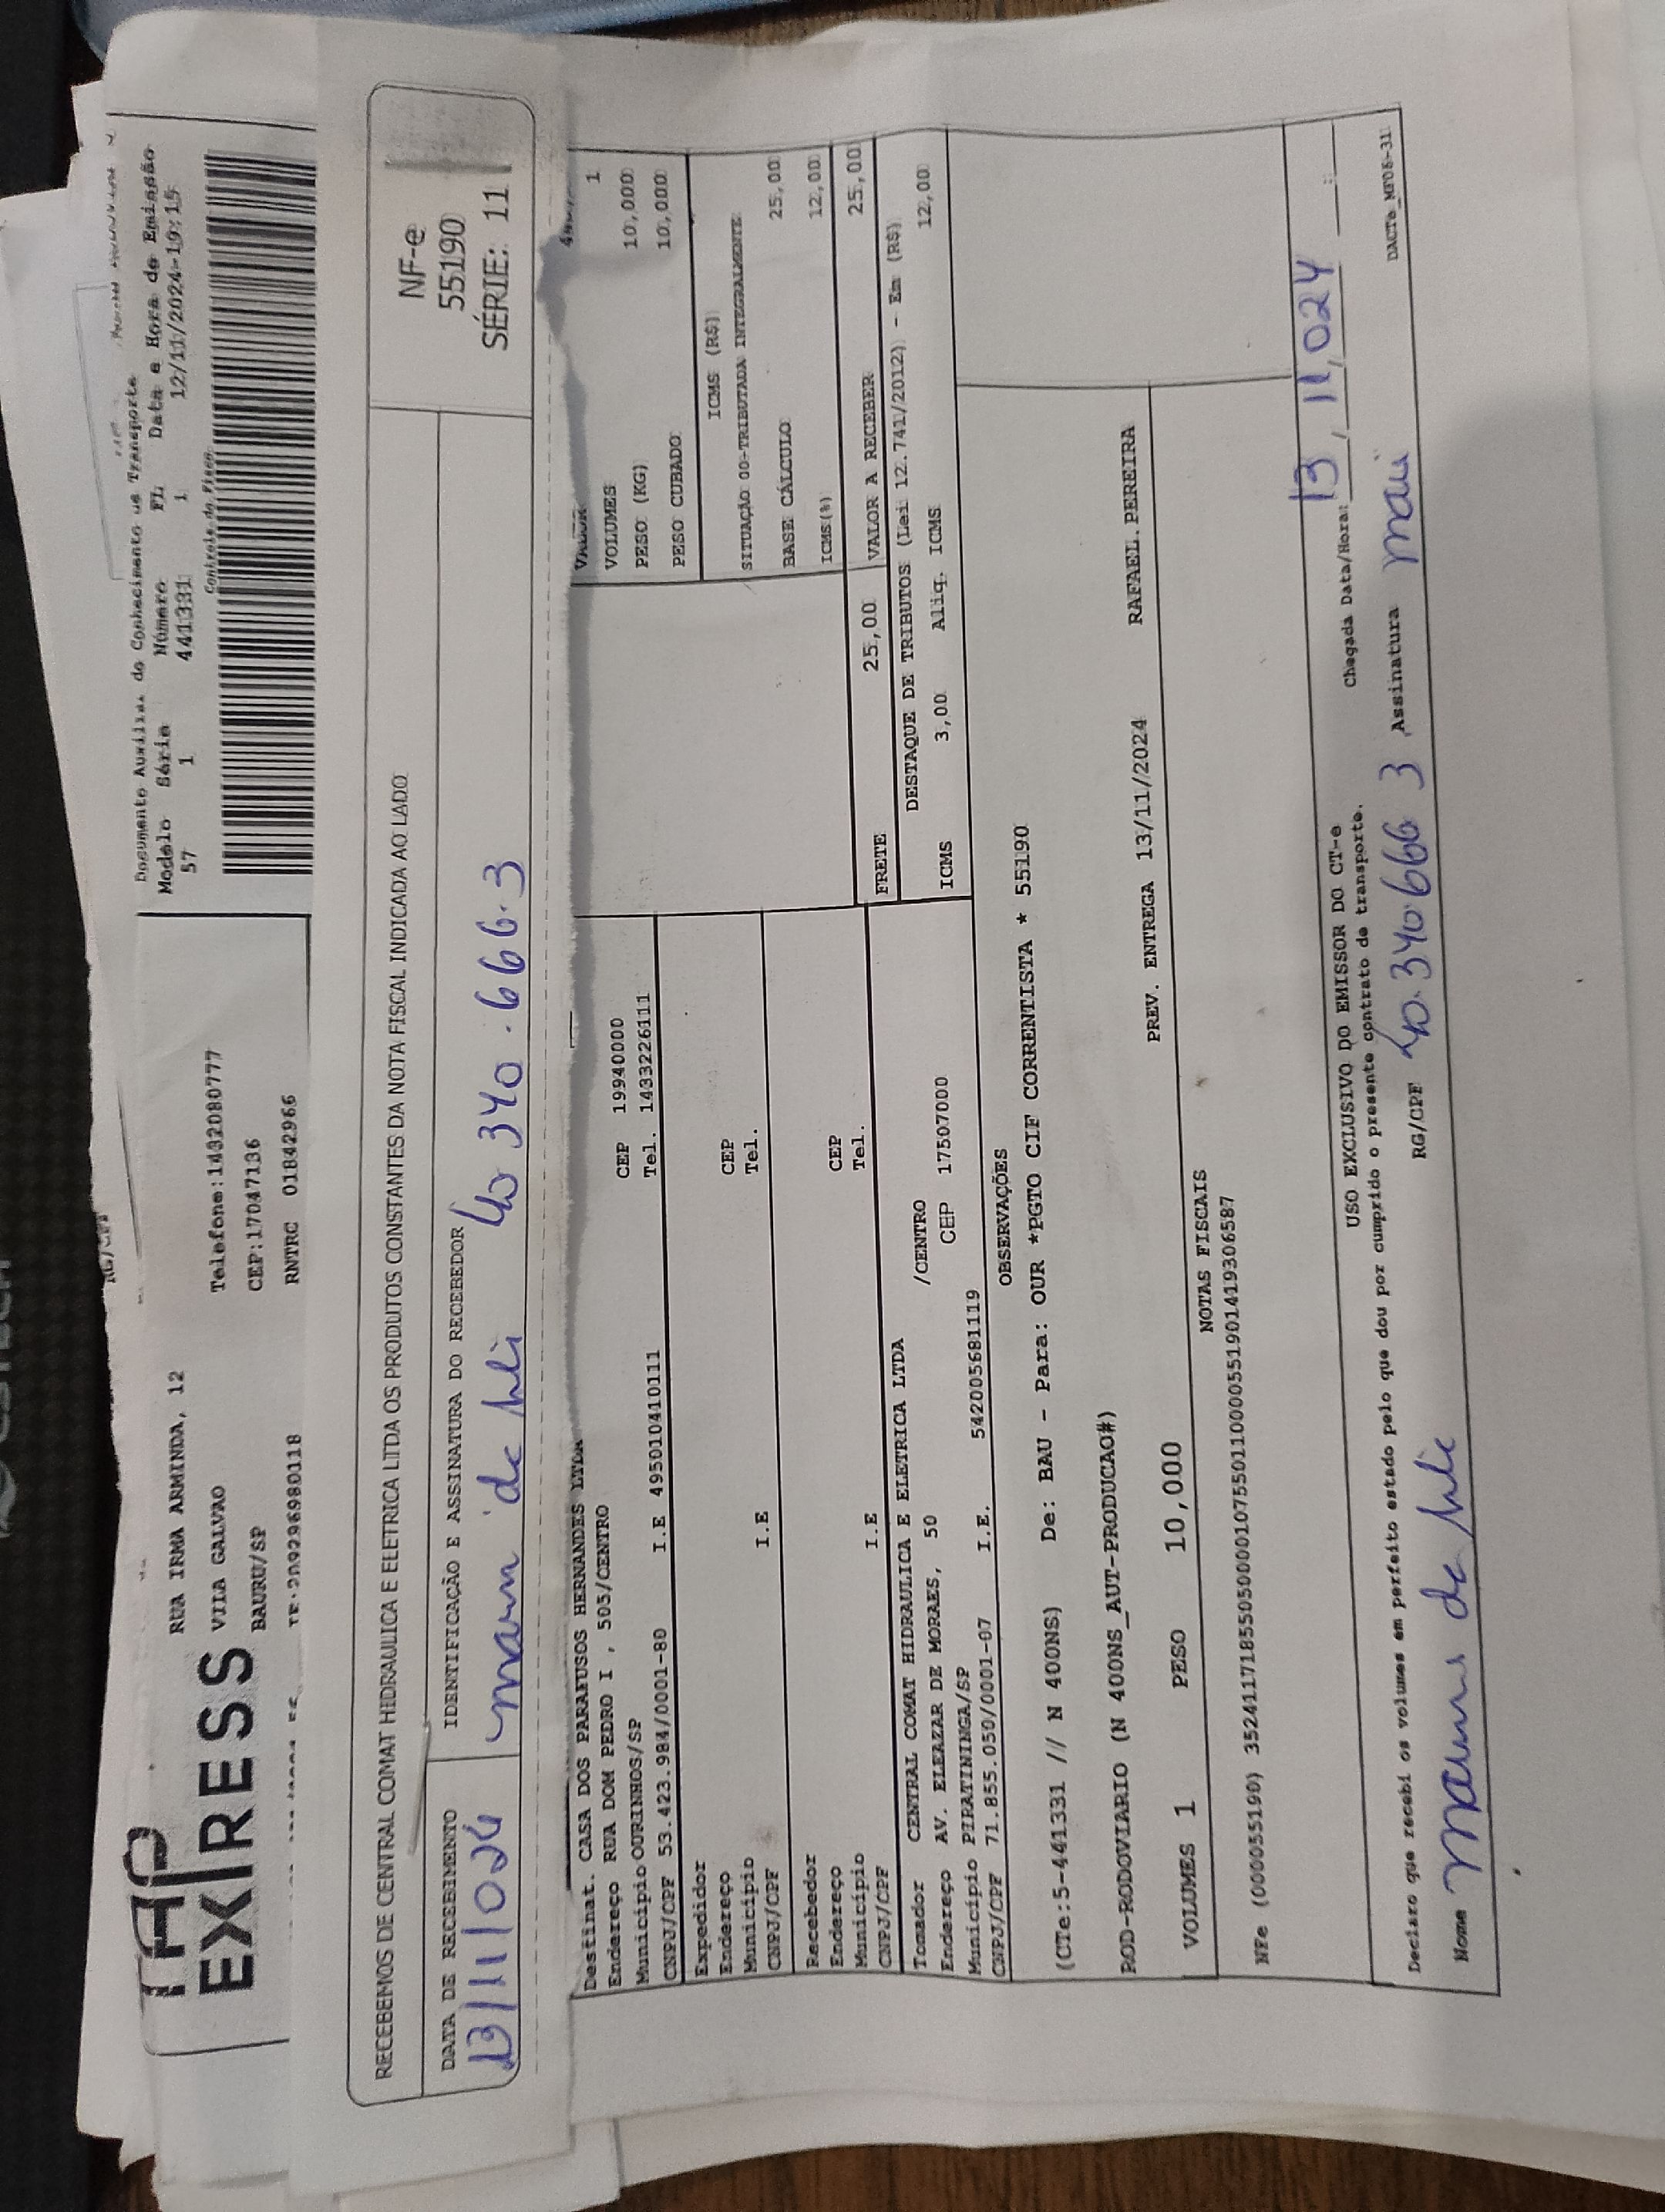 EXPRESS
RUA IRMA ARMINDA, 12
VILA GALVAO
BAURU/SP
Telefone:1432080777
CEP:17047136
RNTRC 01842966
IE:209229698011 8
Documento Auxiliar do Conhecimento de Transporte
Modelo Série Número FL Data e Hora de Emissão
57 1 441331 1 12/11/2024-19:15
Controle do Fisco
RECEBEMOS DE CENTRAL COMAT HIDRAULICA E ELETRICA LTDA OS PRODUTOS CONSTANTES DA NOTA FISCAL INDICADA AO LADO
DATA DE RECEBIMENTO
13/11/024
IDENTIFICAÇÃO E ASSINATURA DO RECEBEDOR
40 340.666.3
NF-e
55190
SÉRIE: 11
Destinat. CASA DOS PARAFUSOS HERNANDES LTDA
Endereço RUA DOM PEDRO I , 505/CENTRO CEP 19940000
Município OURINHOS/SP Tel. 1433226111
CNPJ/CPF 53.423.984/0001-80 I.E 495010410111
Expedidor
Endereço CEP
Município Tel.
CNPJ/CPF I.E
Recebedor
Endereço CEP
Município Tel.
CNPJ/CPF I.E
Tomador CENTRAL COMAT HIDRAULICA E ELETRICA LTDA
Endereço AV. ELEAZAR DE MORAES, 50 /CENTRO
Município PIRATININGA/SP CEP 17507000
CNPJ/CPF 71.855.050/0001-07 I.E. 542005681119
VALOR
VOLUMES 1
PESO (KG) 10,000
PESO CUBADO 10,000
ICMS (R$)
SITUAÇÃO 00-TRIBUTADA INTEGRALMENTE
BASE CÁLCULO 25,00
ICMS(%) 12,00
FRETE 25,00 VALOR A RECEBER 25,00
DESTAQUE DE TRIBUTOS (Lei 12.741/2012) - Em (R$)
ICMS 3,00 Aliq. ICMS 12,00
OBSERVAÇÕES
(CTe:5-441331 // N 400NS) De: BAU - Para: OUR *PGTO CIF CORRENTISTA * 55190
ROD-RODOVIARIO (N 400NS_AUT-PRODUCAO#) PREV. ENTREGA 13/11/2024 RAFAEL.PEREIRA
VOLUMES 1 PESO 10,000
NOTAS FISCAIS
NFe (000055190) 35241171855050000107550110000551901419306587
USO EXCLUSIVO DO EMISSOR DO CT-e
Declaro que recebi os volumes em perfeito estado pelo que dou por cumprido o presente contrato de transporte.
Chegada Data/Hora: 13/11/024
Nome
RG/CPF 40.340.666 3 Assinatura
DACTe_MF06-31